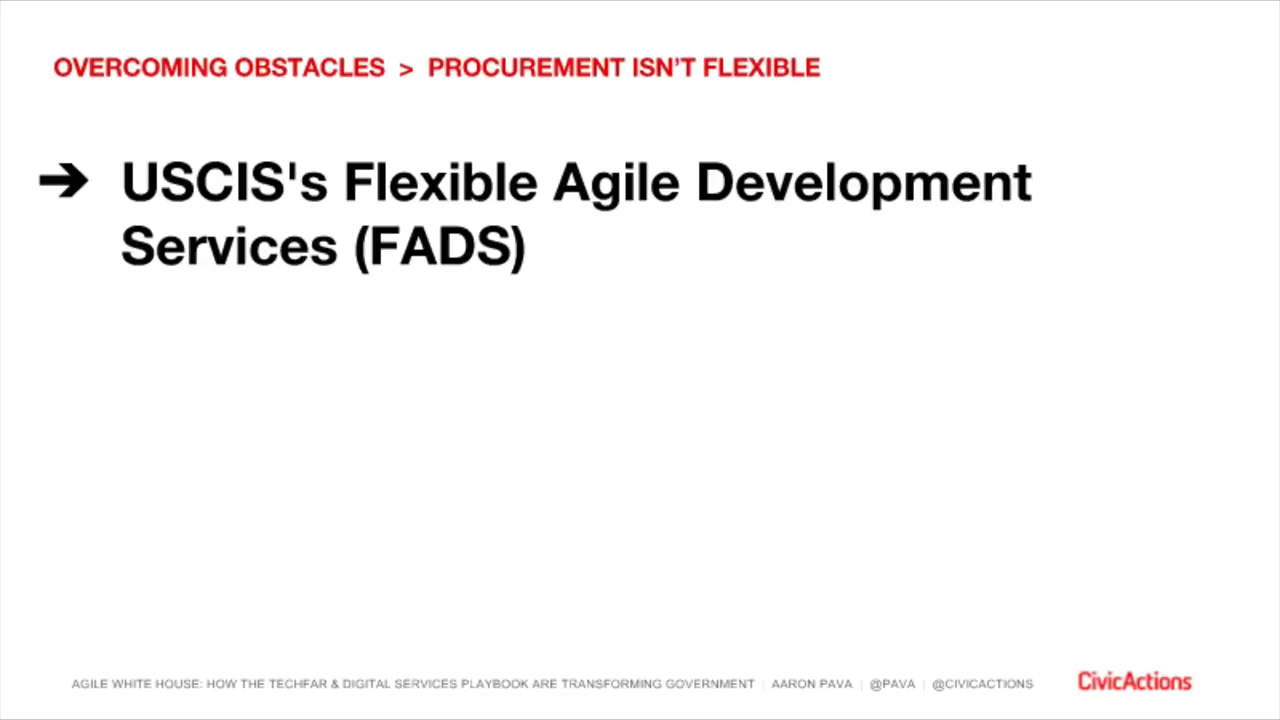 OVERCOMING OBSTACLES > PROCUREMENT ISN’T FLEXIBLE
➔ USCIS's Flexible Agile Development
Services (FADS)
AGILE WHITE HOUSE: HOW THE TECHFAR & DIGITAL SERVICES PLAYBOOK ARE TRANSFORMING GOVERNMENT | AARON PAVA | @PAVA | @CIVICACTIONS
CivicActions